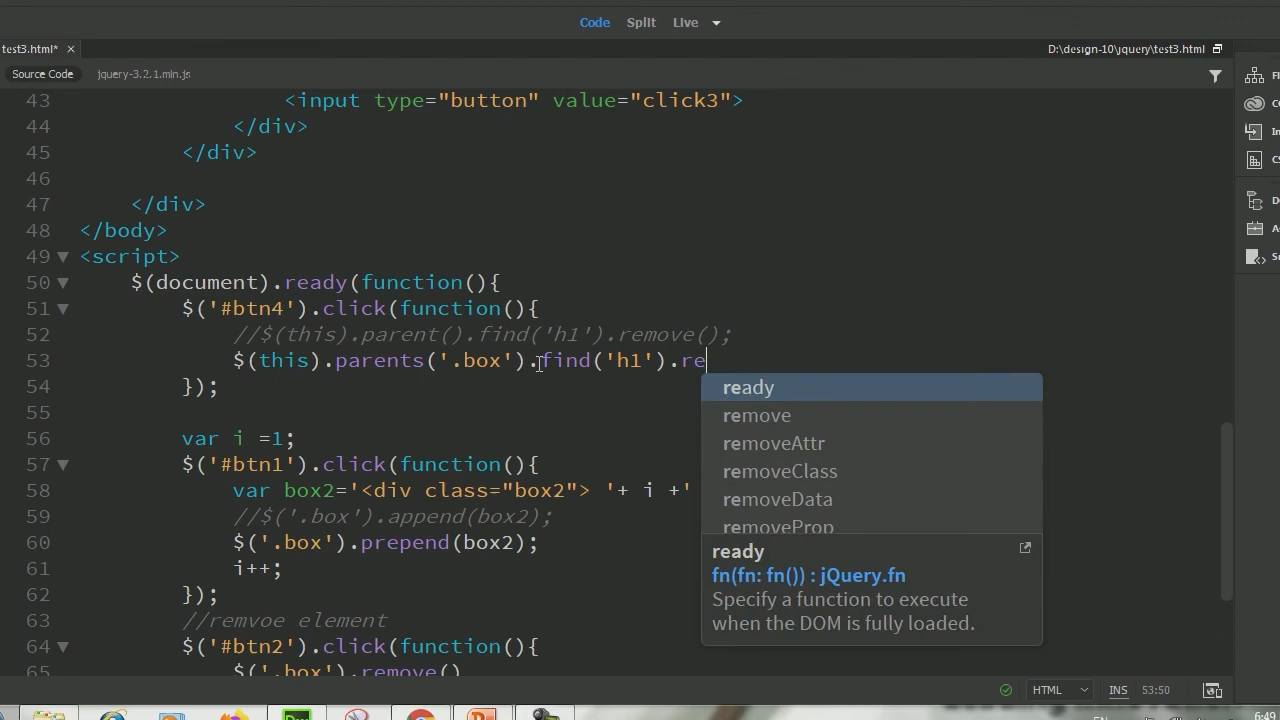 Code Split Live
test3.html* × D:\design-10\jquery\test3.html
Source Code jquery-3.2.1.min.js
43 <input type="button" value="click3">
44 </div>
45 </div>
46
47 </div>
48 </body>
49 <script>
50 $(document).ready(function(){
51 $('#btn4').click(function(){
52 //$(this).parent().find('h1').remove();
53 $(this).parents('.box').find('h1').re
54 });
55
56 var i =1;
57 $('#btn1').click(function(){
58 var box2='<div class="box2"> '+ i +'
59 //$('.box').append(box2);
60 $('.box').prepend(box2);
61 i++;
62 });
63 //remvoe element
64 $('#btn2').click(function(){
65 $('.box').remove()
ready
remove
removeAttr
removeClass
removeData
removeProp
ready
fn(fn: fn()) : jQuery.fn
Specify a function to execute
when the DOM is fully loaded.
HTML INS 53:50
EN 6:49